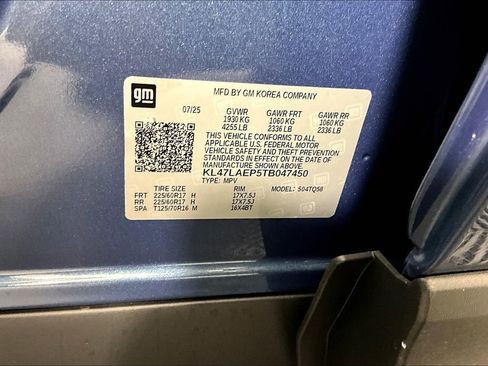 gm
MFD BY GM KOREA COMPANY
07/25 GVWR GAWR FRT GAWR RR
1930 KG 1060 KG 1060 KG
4255 LB 2336 LB 2336 LB
THIS VEHICLE CONFORMS TO ALL
APPLICABLE U.S. FEDERAL MOTOR
VEHICLE SAFETY AND THEFT PREVENTION
STANDARDS IN EFFECT ON THE DATE OF
MANUFACTURE SHOWN ABOVE.
KL47LAEP5TB047450
TYPE: MPV MODEL: 504TQ58
TIRE SIZE RIM
FRT 225/60R17 H 17X7.5J
RR 225/60R17 H 17X7.5J
SPA T125/70R16 M 16X4BT